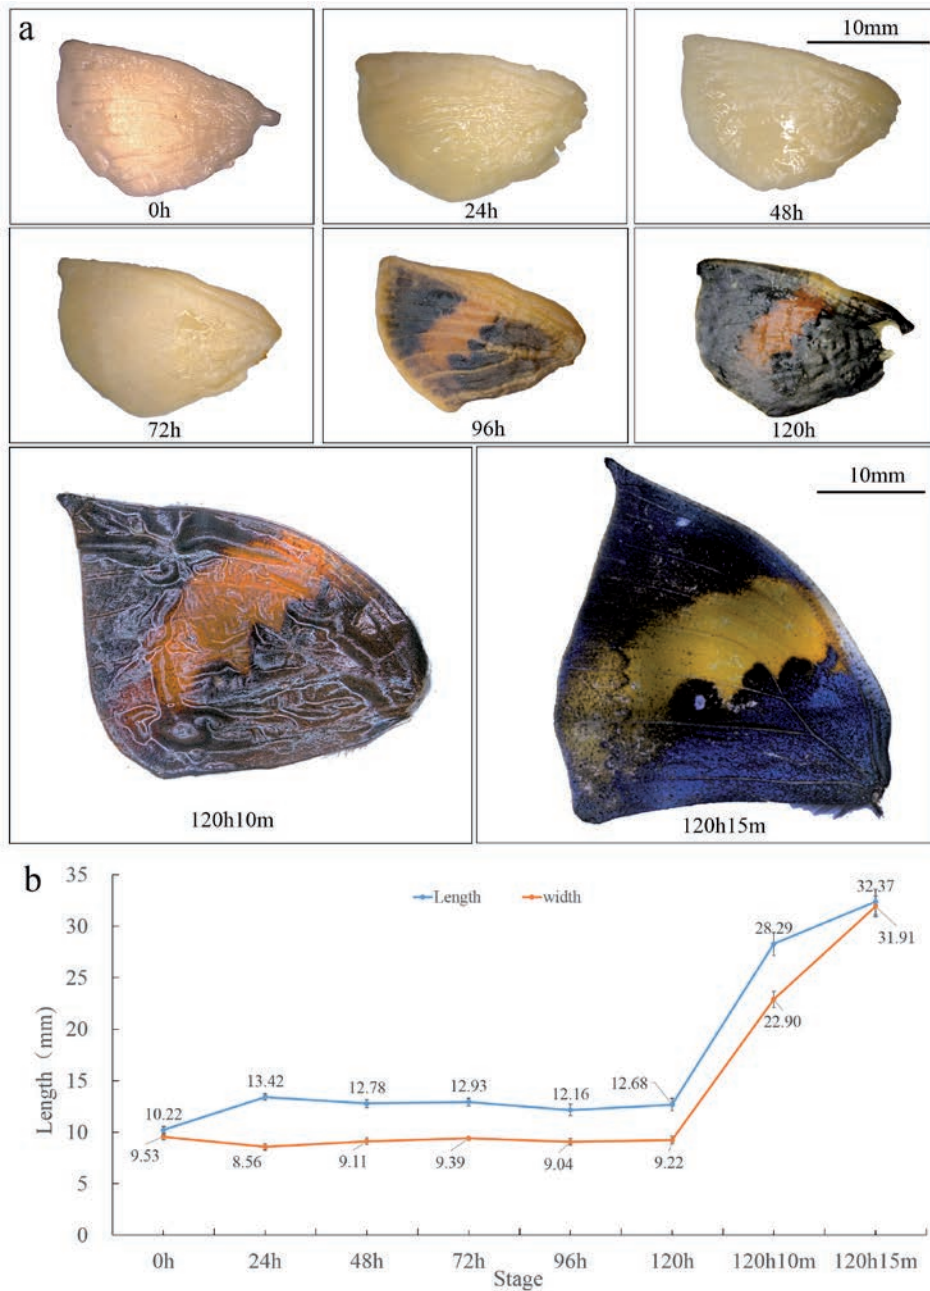 a
10mm
0h
24h
48h
72h
96h
120h
10mm
120h10m
120h15m
b
35
30
25
20
15
10
5
0
Length（mm)
Length
width
10.22
13.42
12.78
12.93
12.16
12.68
28.29
32.37
9.53
8.56
9.11
9.39
9.04
9.22
22.90
31.91
0h
24h
48h
72h
96h
120h
120h10m
120h15m
Stage